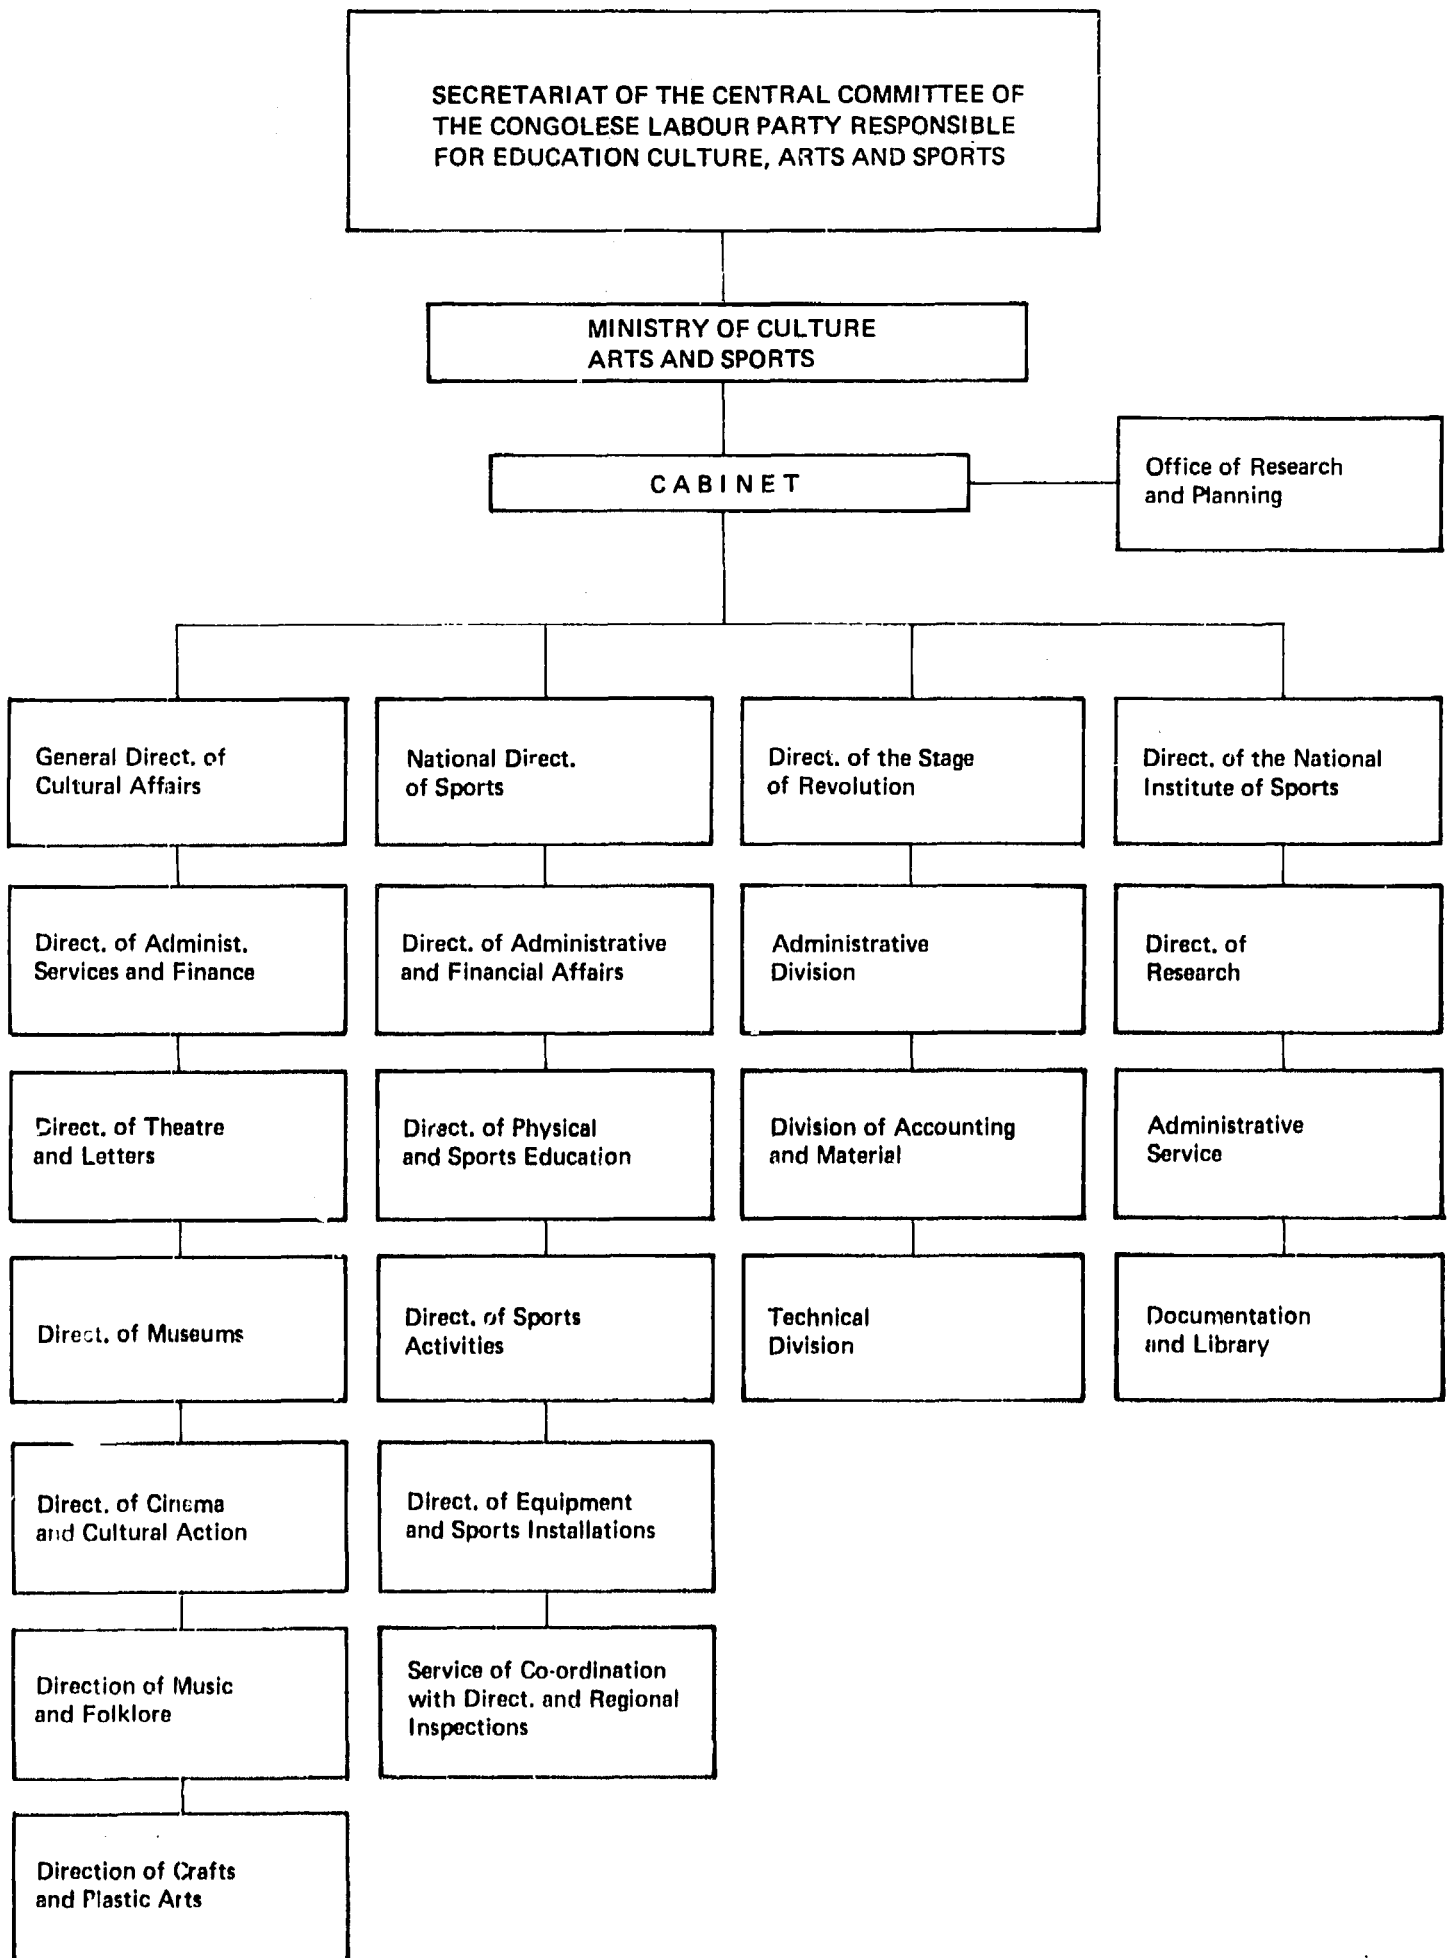 SECRETARIAT OF THE CENTRAL COMMITTEE OF
THE CONGOLESE LABOUR PARTY RESPONSIBLE
FOR EDUCATION CULTURE, ARTS AND SPORTS
MINISTRY OF CULTURE
ARTS AND SPORTS
CABINET
Office of Research
and Planning
General Direct. of
Cultural Affairs
National Direct.
of Sports
Direct. of the Stage
of Revolution
Direct. of the National
Institute of Sports
Direct. of Administ.
Services and Finance
Direct. of Administrative
and Financial Affairs
Administrative
Division
Direct. of
Research
Direct. of Theatre
and Letters
Direct. of Physical
and Sports Education
Division of Accounting
and Material
Administrative
Service
Direct. of Museums
Direct. of Sports
Activities
Technical
Division
Documentation
and Library
Direct. of Cinema
and Cultural Action
Direct. of Equipment
and Sports Installations
Direction of Music
and Folklore
Service of Co-ordination
with Direct. and Regional
Inspections
Direction of Crafts
and Plastic Arts